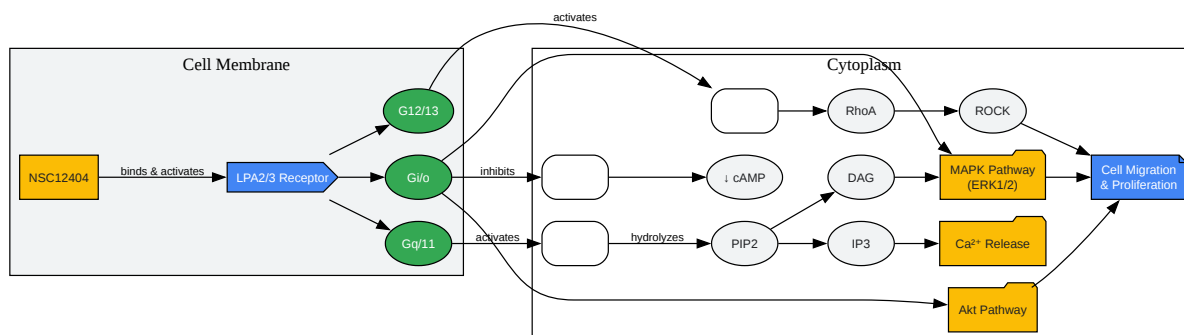 activates
Cell Membrane
Cytoplasm
G12/13
RhoA
ROCK
NSC12404
binds & activates
LPA2/3 Receptor
Gi/o
inhibits
↓ cAMP
DAG
MAPK Pathway
(ERK1/2)
Cell Migration
& Proliferation
Gq/11
activates
hydrolyzes
PIP2
IP3
Ca²⁺ Release
Akt Pathway